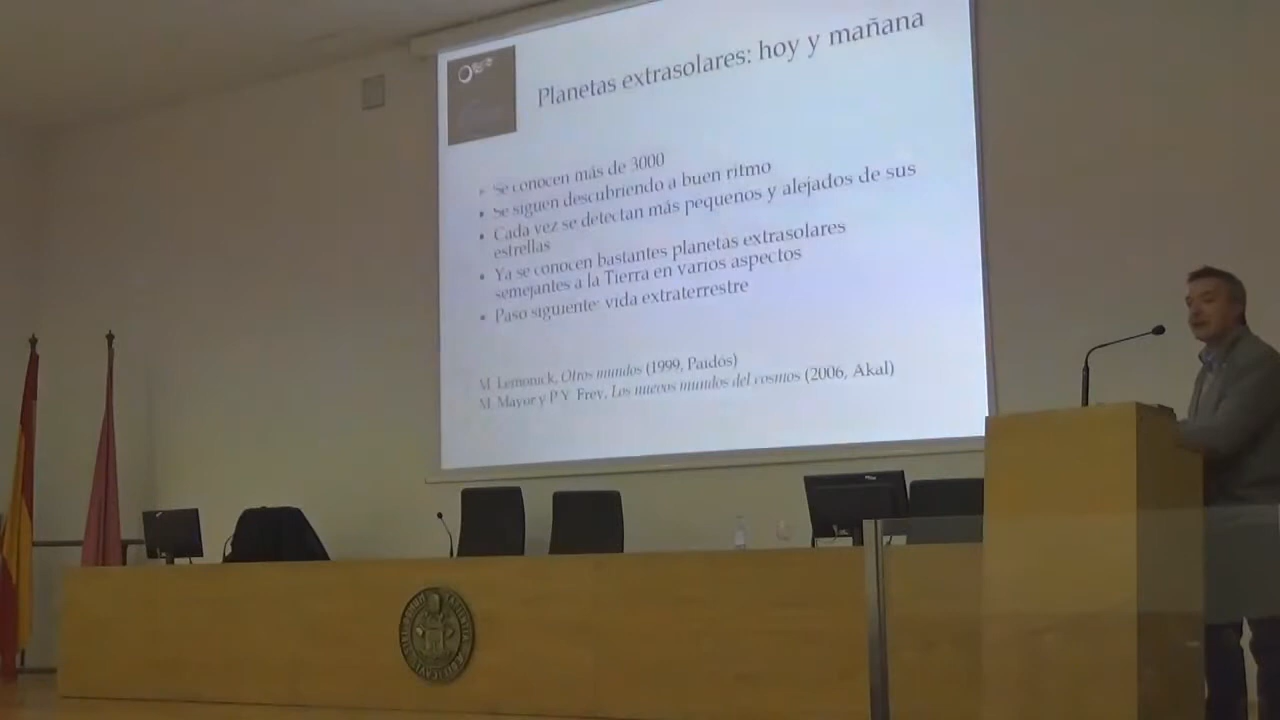 Planetas extrasolares: hoy y mañana
• Se conocen más de 3000
• Se siguen descubriendo a buen ritmo
• Cada vez se detectan más pequenos y alejados de sus
estrellas
• Ya se conocen bastantes planetas extrasolares
semejantes a la Tierra en varios aspectos
• Paso siguiente: vida extraterrestre
M. Lemonick, Otros mundos (1999, Paidós)
M. Mayor y P.Y. Frey, Los nuevos mundos del cosmos (2006, Akal)